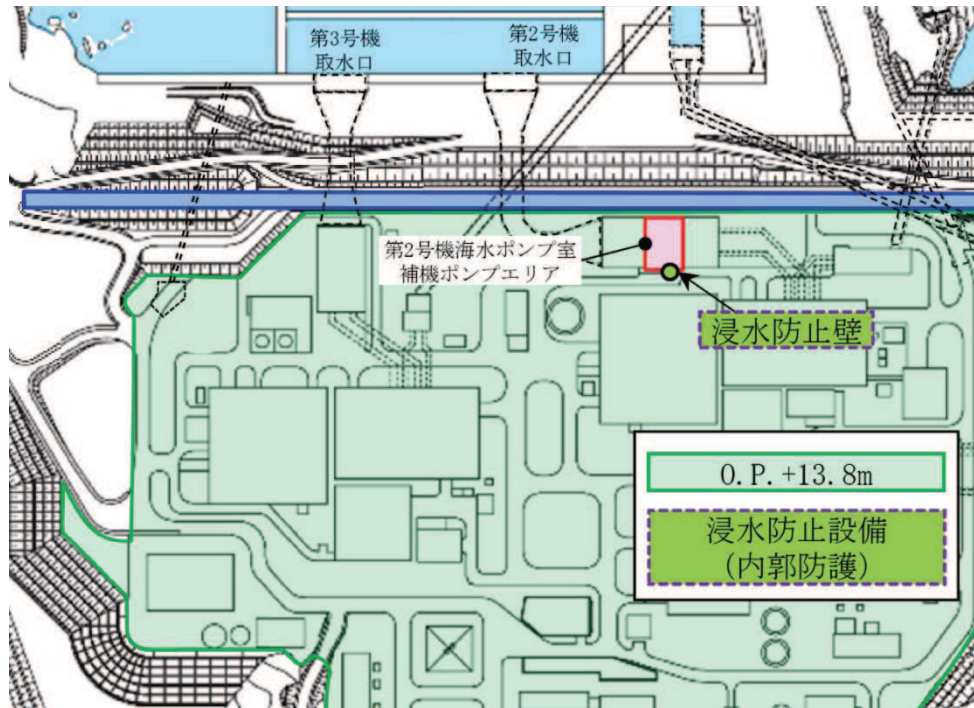 第3号機
取水口
第2号機
取水口
第2号機海水ポンプ室
補機ポンプエリア
浸水防止壁
O.P.+13.8m
浸水防止設備
(内郭防護)